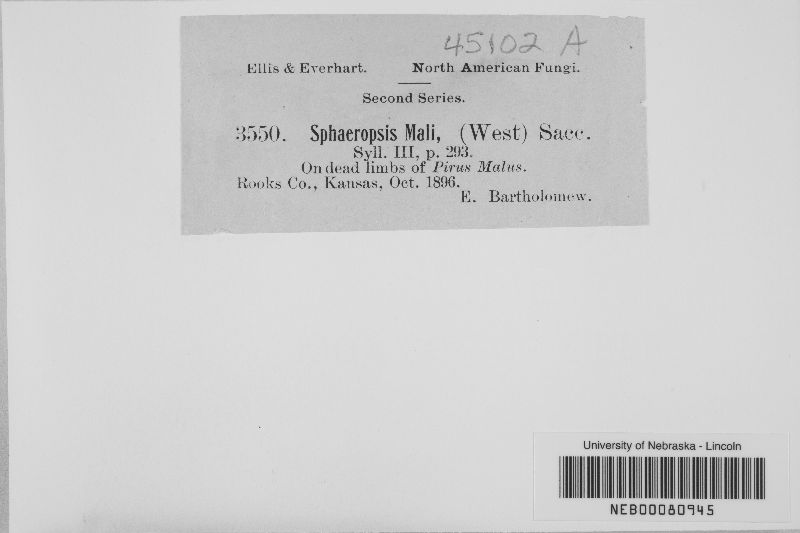 45102 A
Ellis & Everhart. North American Fungi.
Second Series.
3550. Sphaeropsis Mali, (West) Sacc.
Syll. III, p. 293.
On dead limbs of Pirus Malus.
Rooks Co., Kansas, Oct. 1896.
E. Bartholomew.
University of Nebraska - Lincoln
NEB00080945